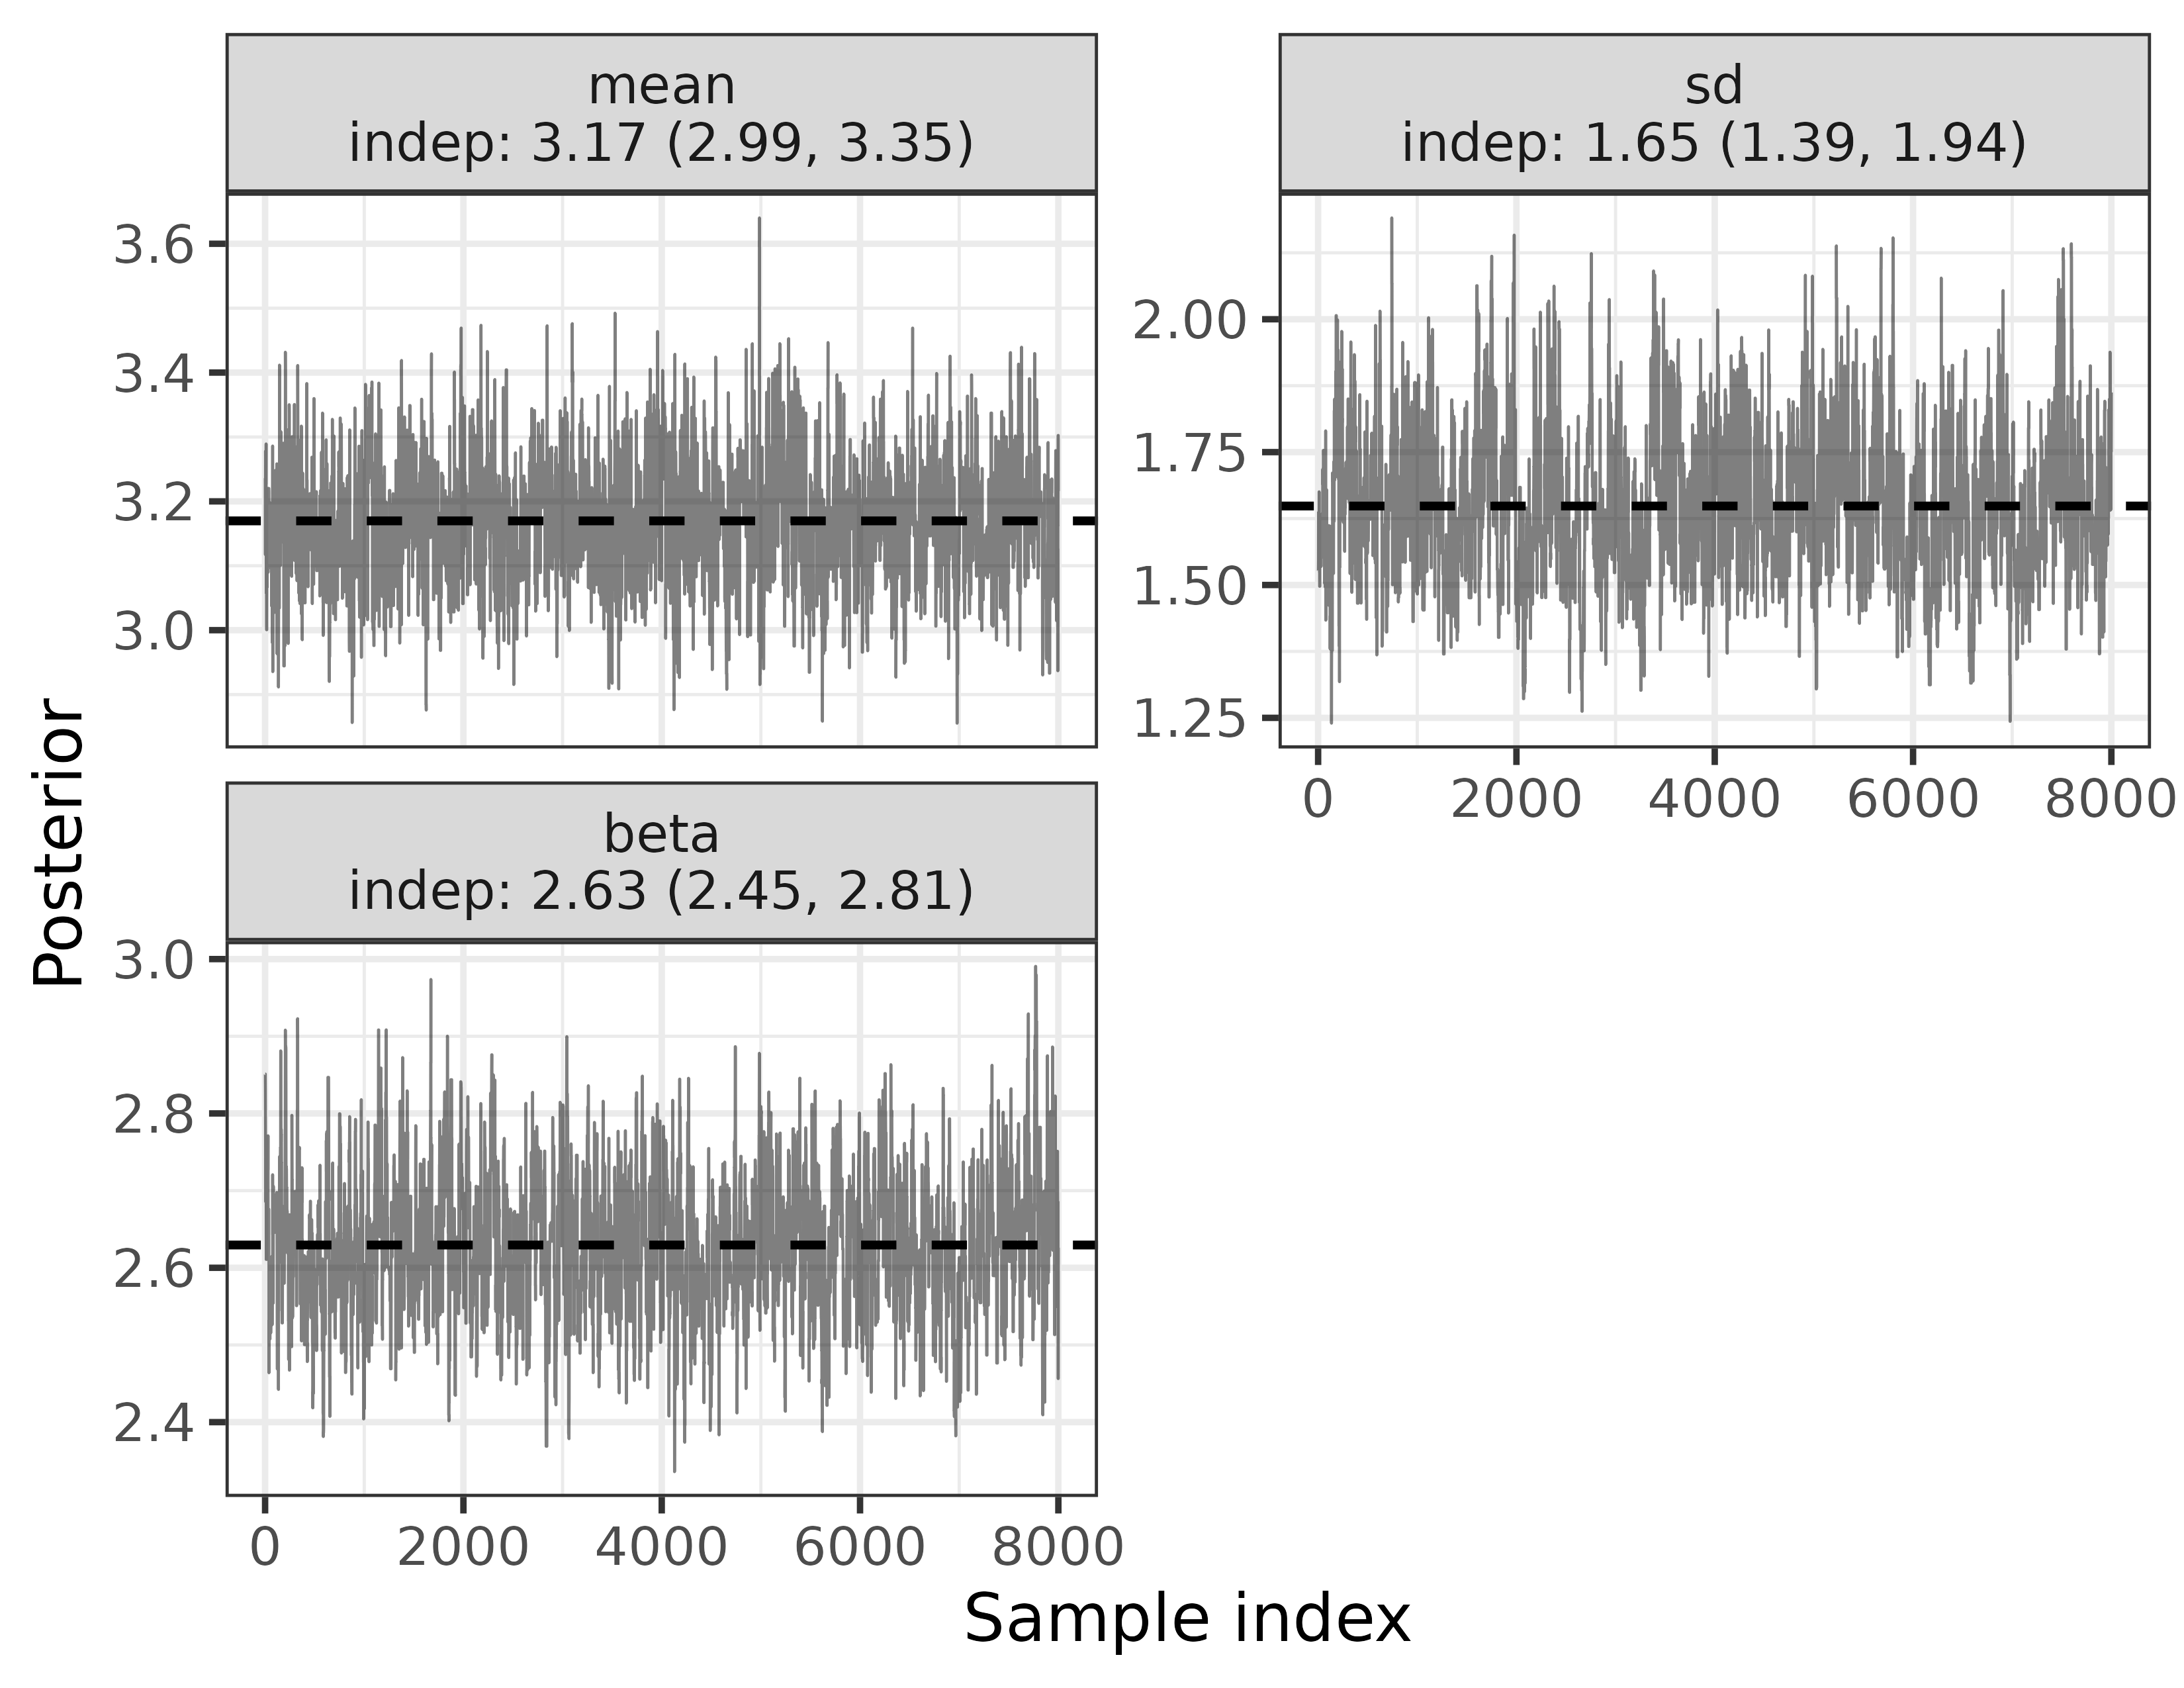 mean
indep: 3.17 (2.99, 3.35)
3.6
3.4
3.2
3.0
sd
indep: 1.65 (1.39, 1.94)
2.00
1.75
1.50
1.25
0 2000 4000 6000 8000
beta
indep: 2.63 (2.45, 2.81)
3.0
2.8
2.6
2.4
0 2000 4000 6000 8000
Posterior
Sample index